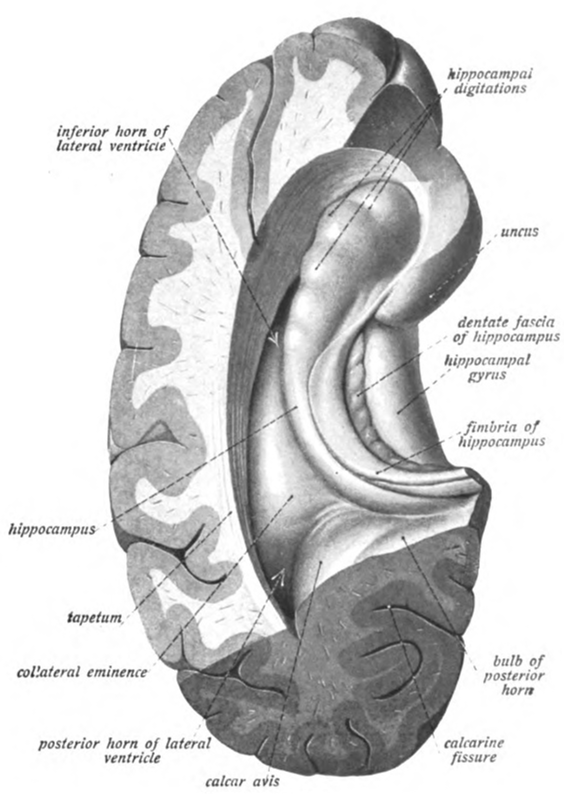 hippocampal
digitations
inferior horn of
lateral ventricle
uncus
dentate fascia
of hippocampus
hippocampal
gyrus
fimbria of
hippocampus
hippocampus
tapetum
collateral eminence
bulb of
posterior
horn
posterior horn of lateral
ventricle
calcarine
fissure
calcar avis